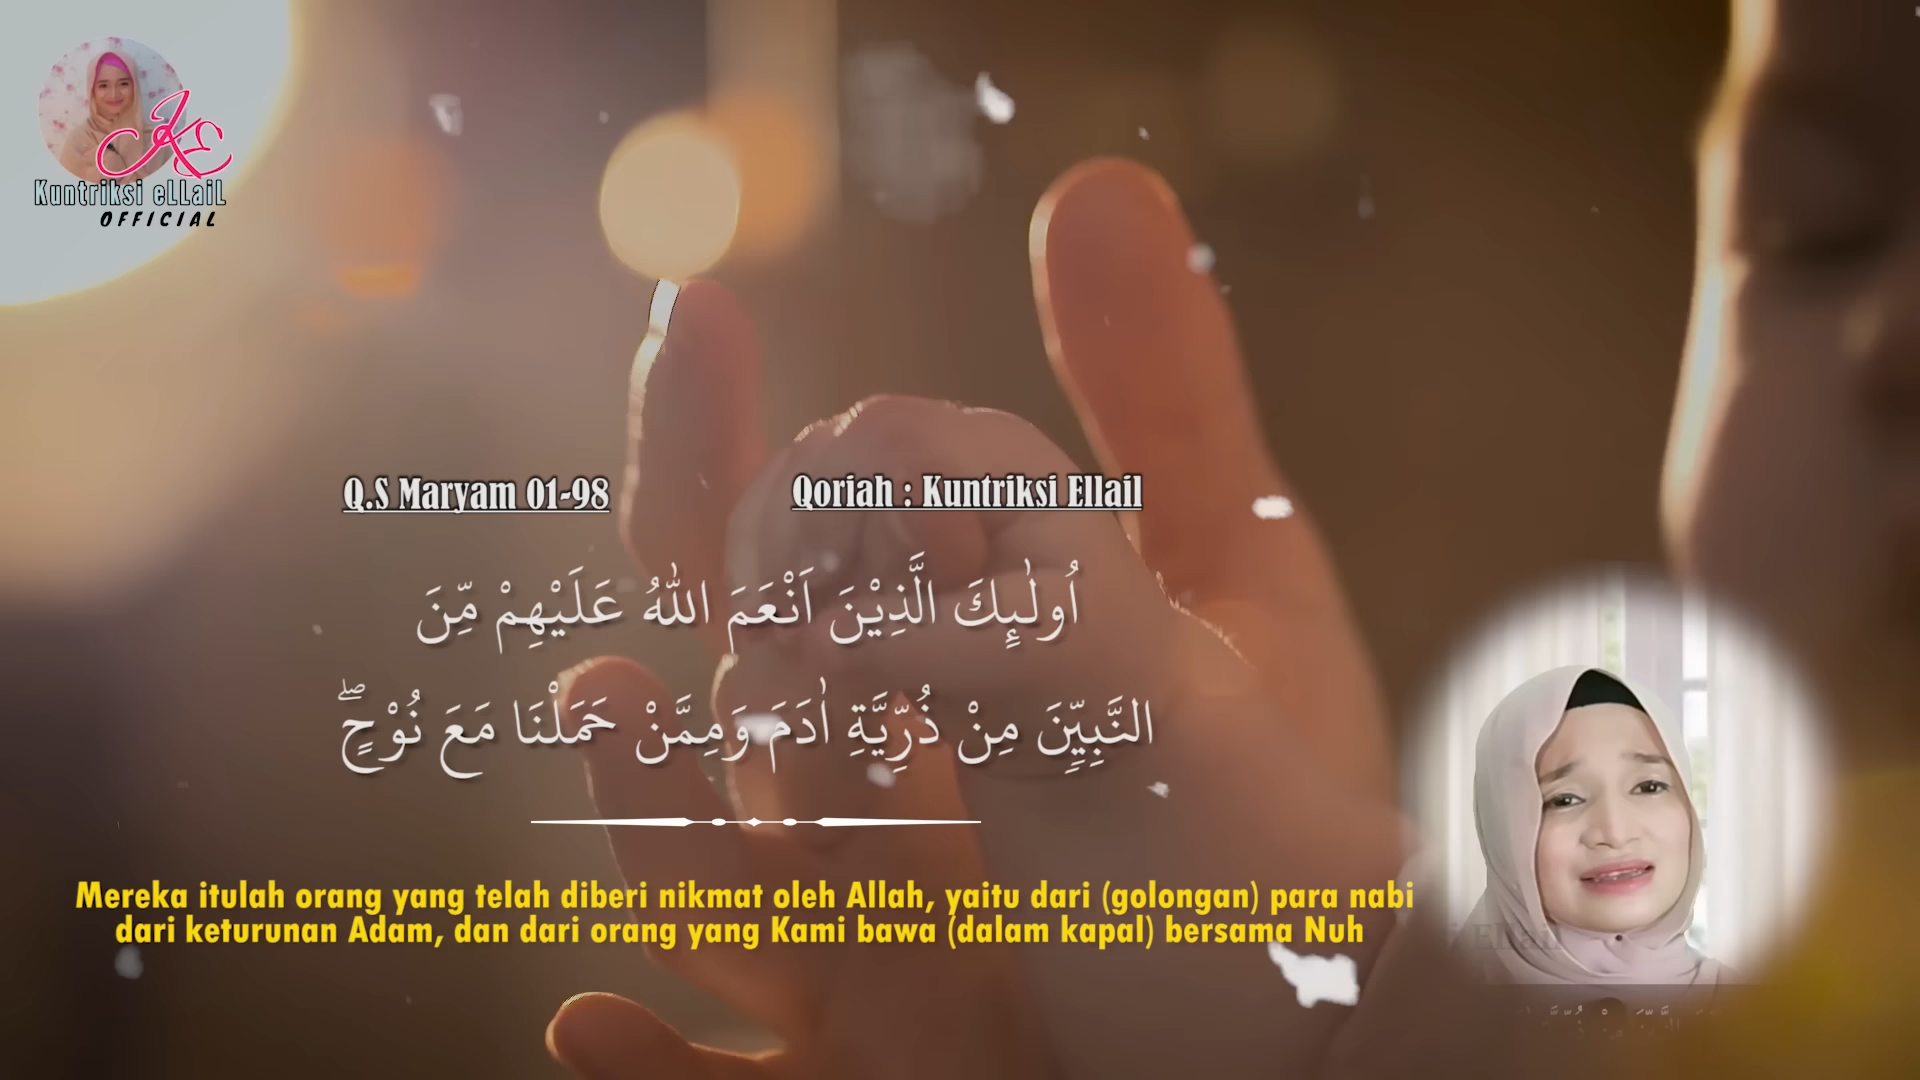 KE
Kuntriksi eLLaiL
OFFICIAL
Q.S Maryam 01-98
Qoriah : Kuntriksi Ellail
اُولٰۤىِٕكَ الَّذِيْنَ اَنْعَمَ اللّٰهُ عَلَيْهِمْ مِّنَ
النَّبِيّٖنَ مِنْ ذُرِّيَّةِ اٰدَمَ وَمِمَّنْ حَمَلْنَا مَعَ نُوْحٍۖ
Mereka itulah orang yang telah diberi nikmat oleh Allah, yaitu dari (golongan) para nabi
dari keturunan Adam, dan dari orang yang Kami bawa (dalam kapal) bersama Nuh
i ELLail